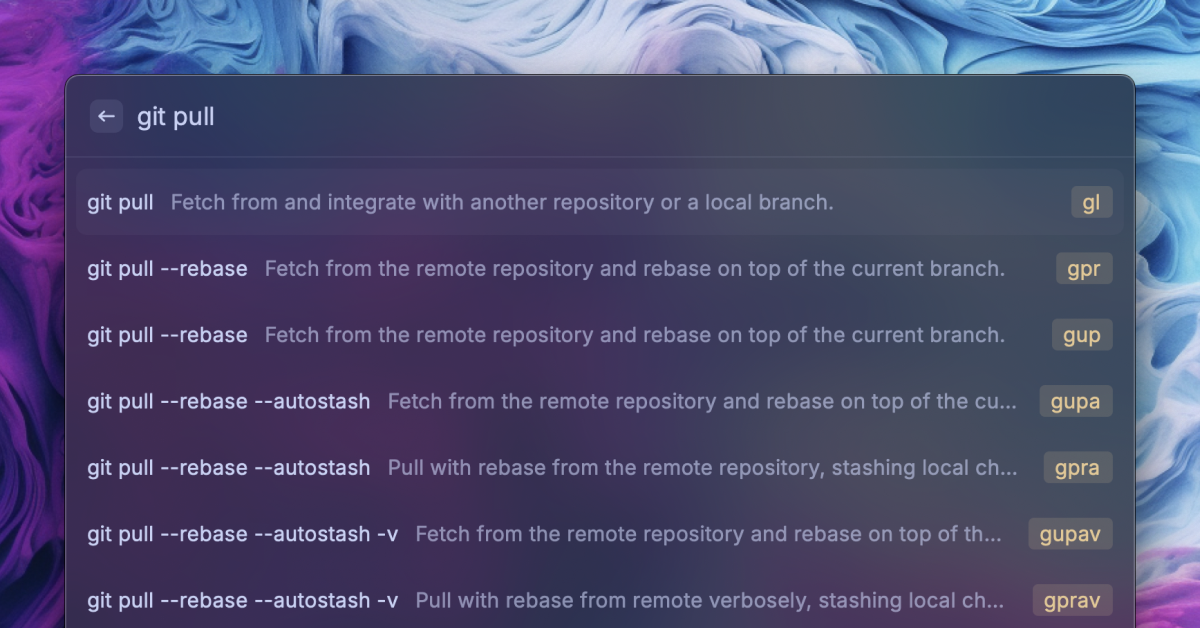 git pull
git pull Fetch from and integrate with another repository or a local branch. gl
git pull --rebase Fetch from the remote repository and rebase on top of the current branch. gpr
git pull --rebase Fetch from the remote repository and rebase on top of the current branch. gup
git pull --rebase --autostash Fetch from the remote repository and rebase on top of the cu... gupa
git pull --rebase --autostash Pull with rebase from the remote repository, stashing local ch... gpra
git pull --rebase --autostash -v Fetch from the remote repository and rebase on top of th... gupav
git pull --rebase --autostash -v Pull with rebase from remote verbosely, stashing local ch... gprav